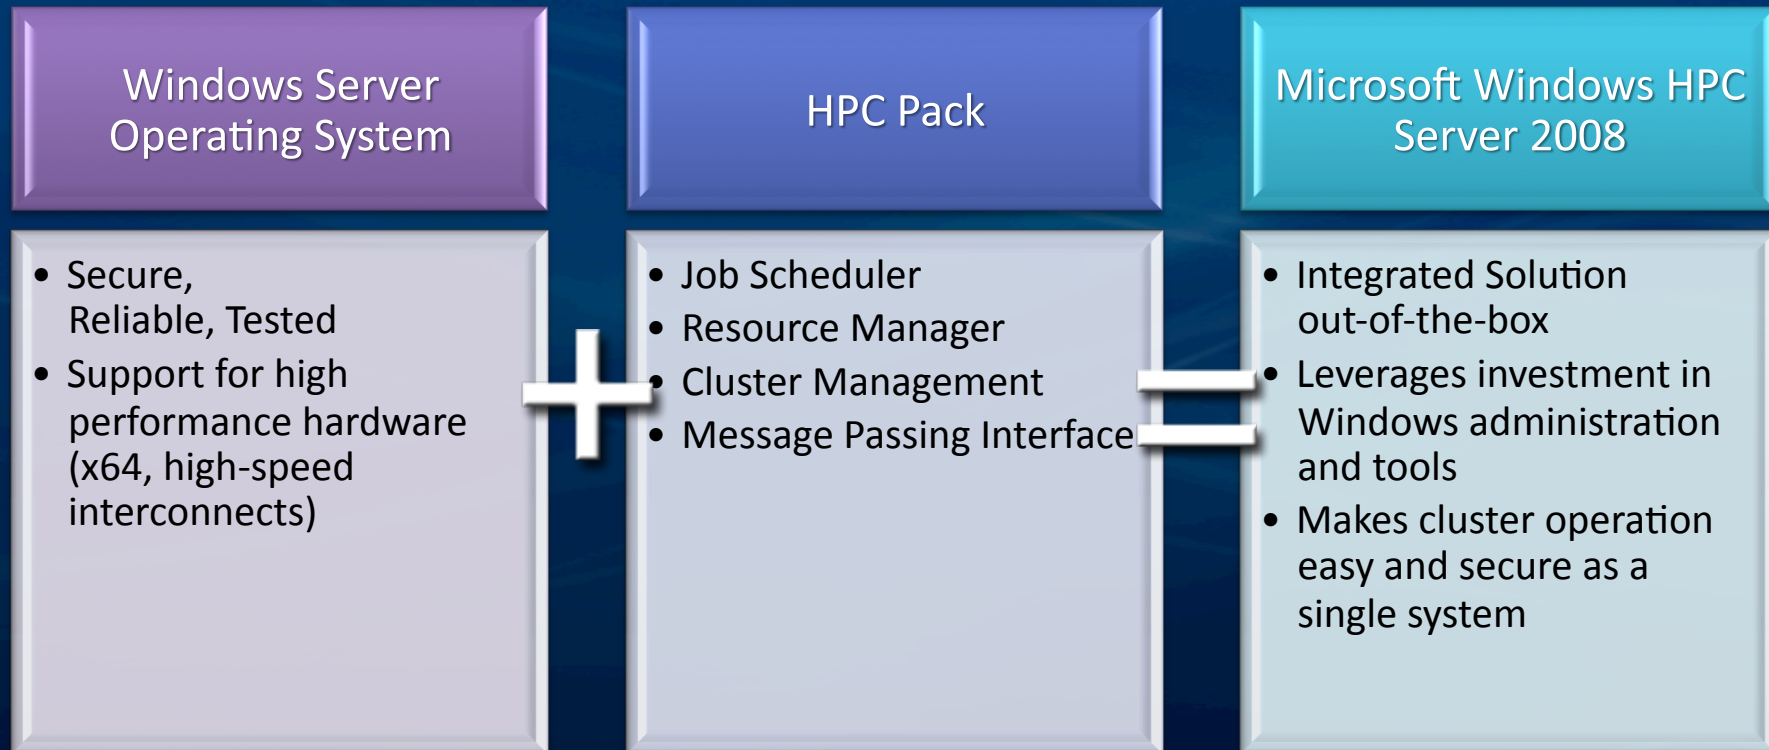 Windows Server
Operating System
• Secure,
Reliable, Tested
• Support for high
performance hardware
(x64, high-speed
interconnects)
+
HPC Pack
• Job Scheduler
• Resource Manager
• Cluster Management
• Message Passing Interface
=
Microsoft Windows HPC
Server 2008
• Integrated Solution
out-of-the-box
• Leverages investment in
Windows administration
and tools
• Makes cluster operation
easy and secure as a
single system